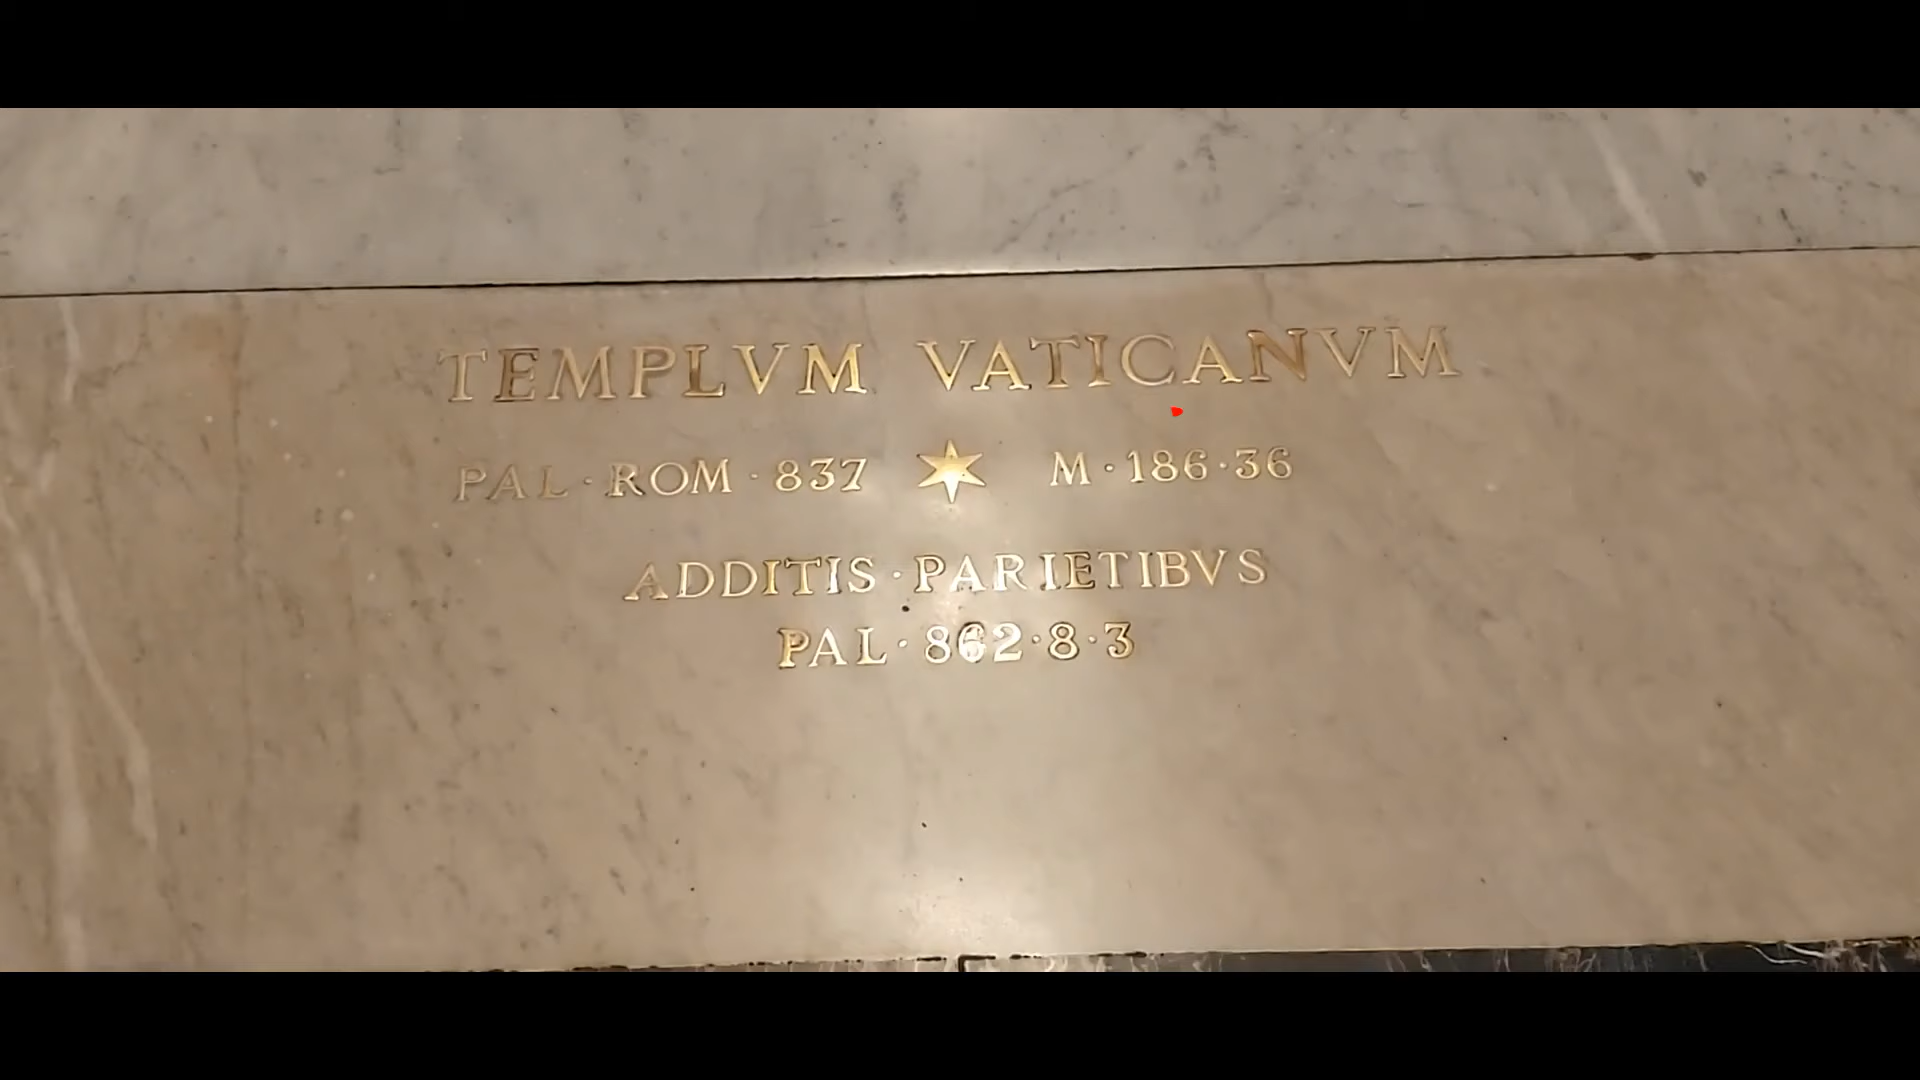 TEMPLVM VATICANVM
PAL·ROM·837 ★ M·186·36
ADDITIS·PARIETIBVS
PAL·862·8·3